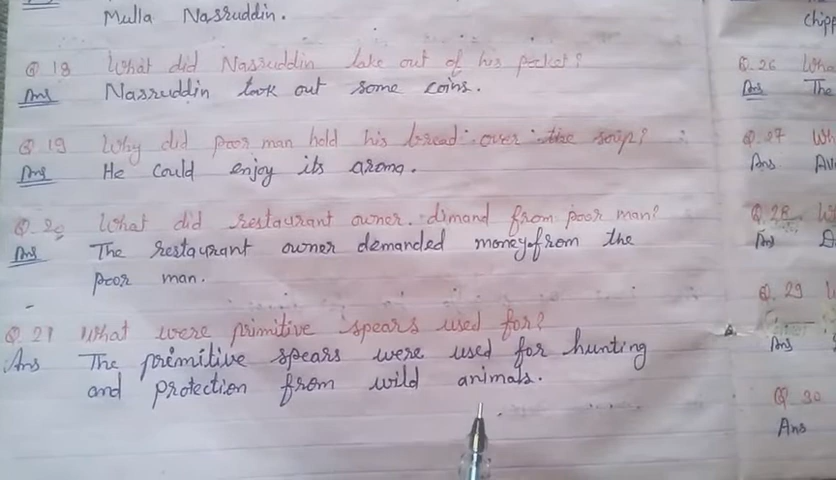 Mulla Nasruddin.
Q.18 What did Nasruddin take out of his pocket?
Ans Nasruddin took out some coins.
Q.19 Why did poor man hold his bread over the soup?
Ans He could enjoy its aroma.
Q.20 What did restaurant owner dimand from poor man?
Ans The restaurant owner demanded money from the
poor man.
Q.21 What were primitive spears used for?
Ans The primitive spears were used for hunting
and protection from wild animals.
chipp
Q.26 Wha
Ans The
Q.27 Wh
Ans
Q.28
Ans
Q.29
Ans
Q.30
Ans